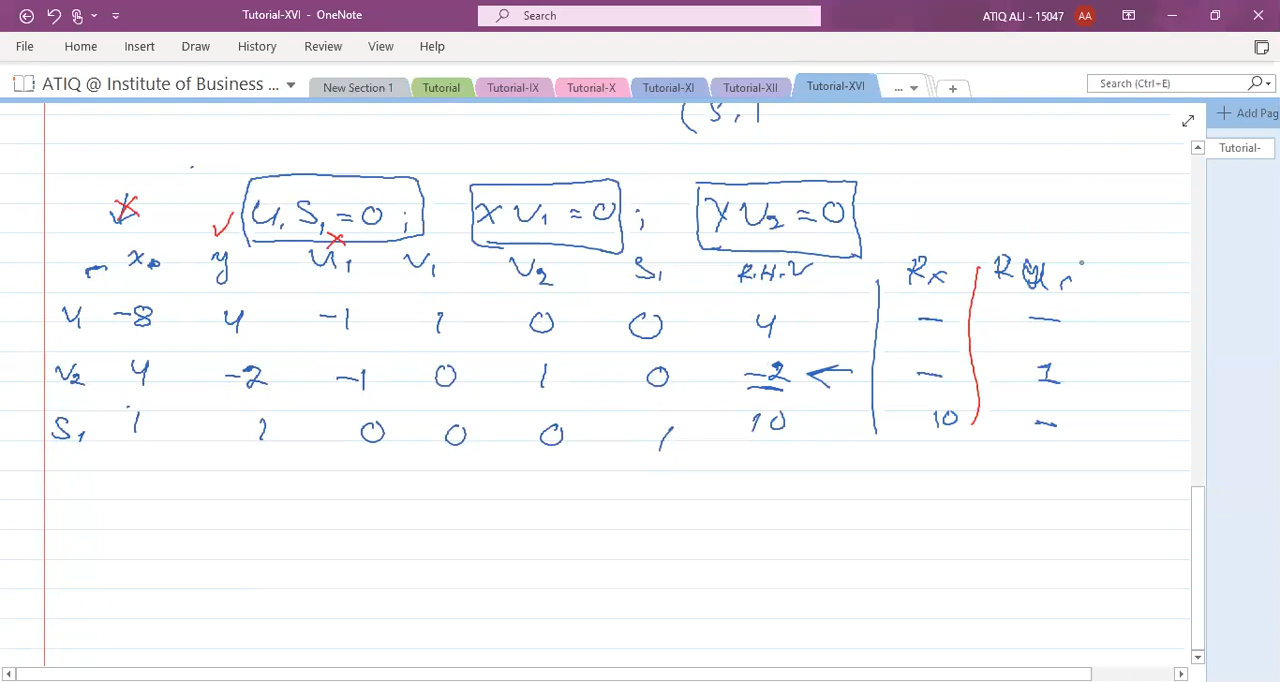 Tutorial-XVI - OneNote
Search
ATIQ ALI - 15047 AA
File Home Insert Draw History Review View Help
ATIQ @ Institute of Business ...
New Section 1 Tutorial Tutorial-IX Tutorial-X Tutorial-XI Tutorial-XII Tutorial-XVI ... +
Search (Ctrl+E)
Add Pag
Tutorial-
U, S₁ = 0 ; X V₁ = 0 ; Y V₂ = 0
x y U₁ V₁ V₂ S₁ R.H.V Rx
-8 4 -1 1 0 0 4 - -
V₂ 4 -2 -1 0 1 0 -2 ← - 1
S₁ 1 1 0 0 0 1 10 10 -